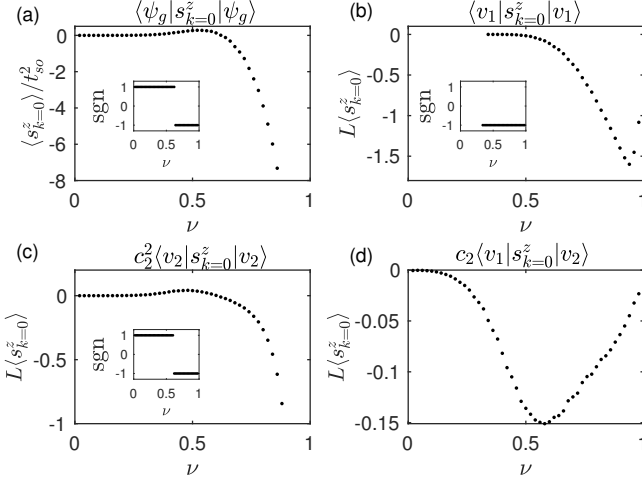 (a)
⟨ψ_g|s^z_{k=0}|ψ_g⟩
⟨s^z_{k=0}⟩/t^2_{so}
0
-2
-4
-6
-8
0
0.5
1
ν
sgn
1
0
-1
0
0.5
1
ν
(b)
⟨v_1|s^z_{k=0}|v_1⟩
L⟨s^z_{k=0}⟩
0
-0.5
-1
-1.5
0
0.5
1
ν
sgn
1
0
-1
0
0.5
1
ν
(c)
c_2^2⟨v_2|s^z_{k=0}|v_2⟩
L⟨s^z_{k=0}⟩
0
-0.5
-1
0
0.5
1
ν
sgn
1
0
-1
0
0.5
1
ν
(d)
c_2⟨v_1|s^z_{k=0}|v_2⟩
L⟨s^z_{k=0}⟩
0
-0.05
-0.1
-0.15
0
0.5
1
ν